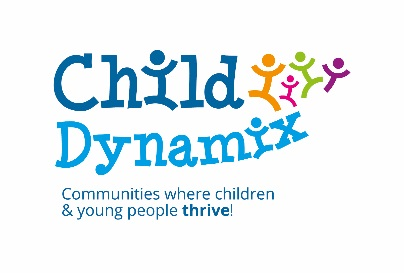 Child
Dynamix
Communities where children
& young people thrive!